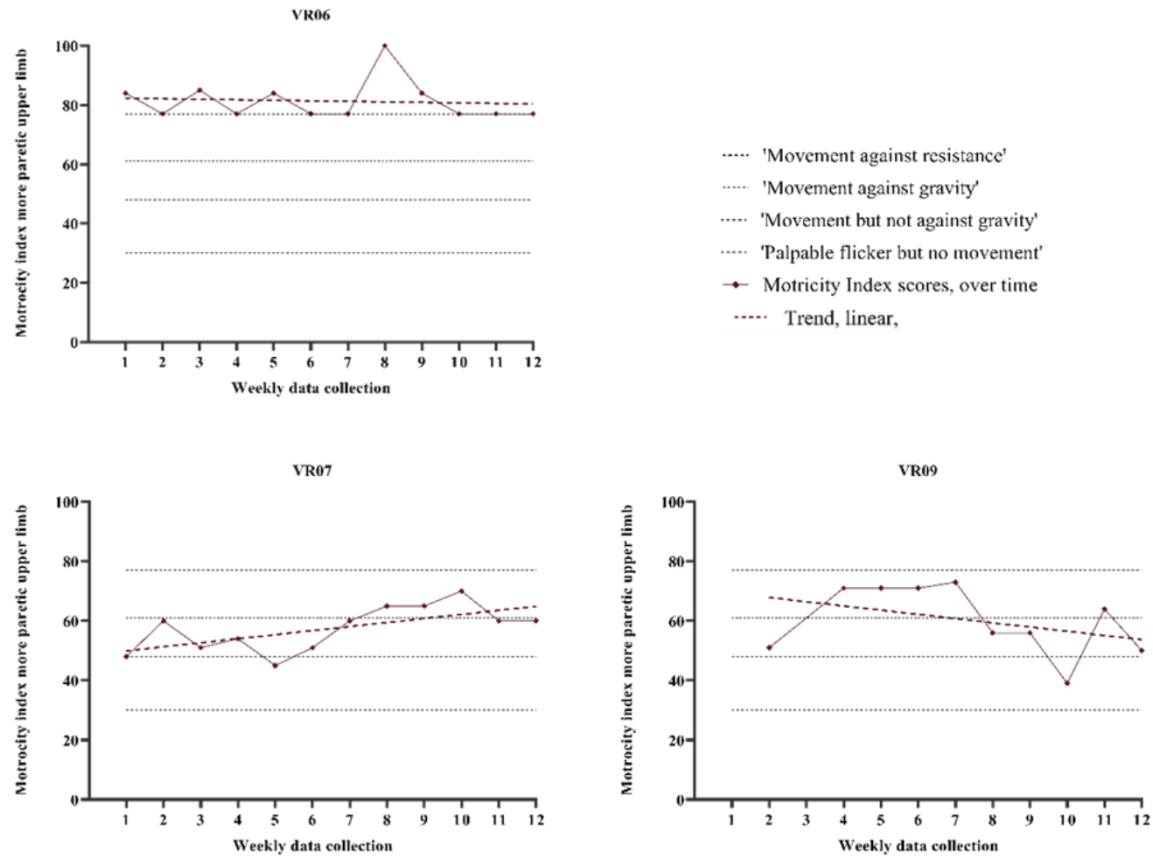 VR06
Motrocity index more paretic upper limb
100
80
60
40
20
0
1 2 3 4 5 6 7 8 9 10 11 12
Weekly data collection
'Movement against resistance'
'Movement against gravity'
'Movement but not against gravity'
'Palpable flicker but no movement'
Motricity Index scores, over time
Trend, linear,
VR07
Motrocity index more paretic upper limb
100
80
60
40
20
0
1 2 3 4 5 6 7 8 9 10 11 12
Weekly data collection
VR09
Motrocity index more paretic upper limb
100
80
60
40
20
0
1 2 3 4 5 6 7 8 9 10 11 12
Weekly data collection